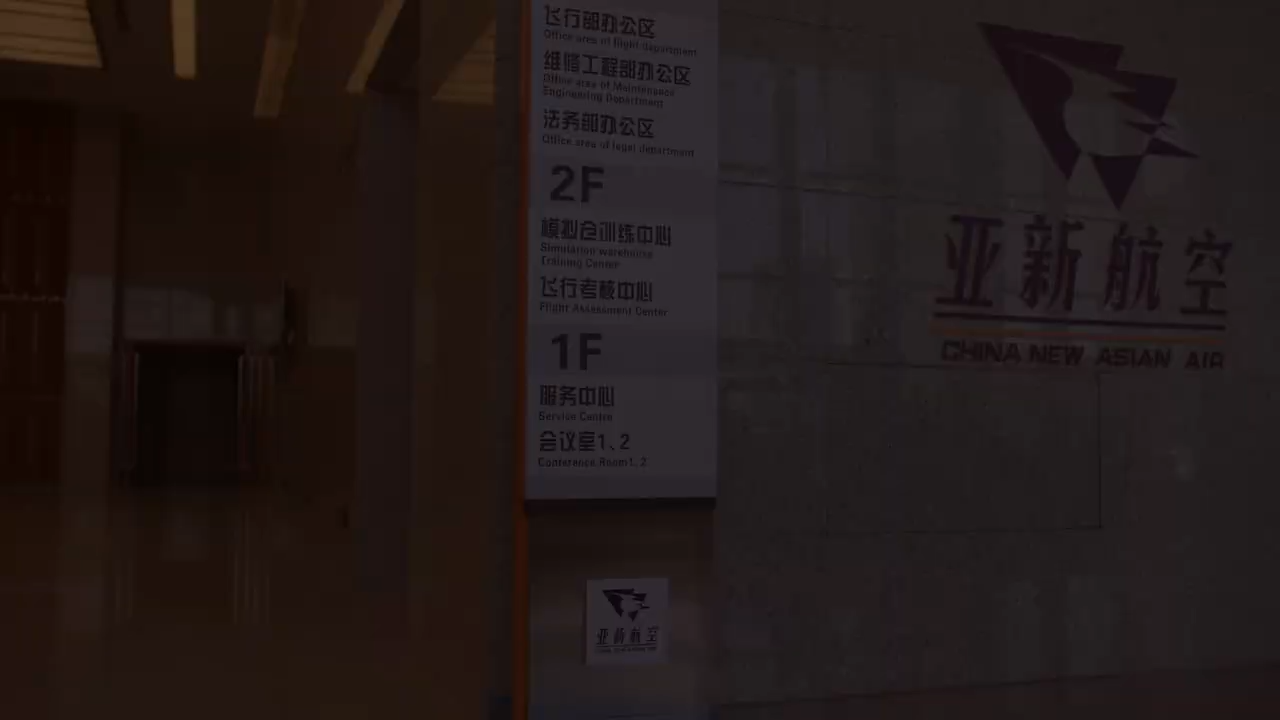 飞行部办公区
Office area of flight department
维修工程部办公区
Office area of Maintenance
Engineering Department
法务部办公区
Office area of legal department
2F
模拟仓训练中心
Simulation warehouse
Training Center
飞行考核中心
Flight Assessment Center
1F
服务中心
Service Centre
会议室1、2
Conference Room1、2
亚新航空
CHINA NEW ASIAN AIR
亚新航空